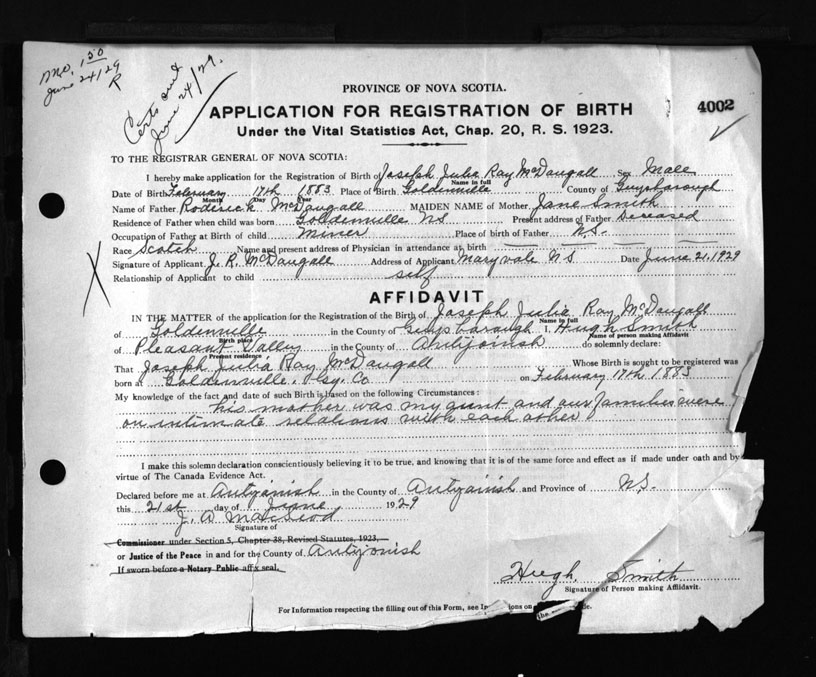 M.O. 1 50
June 24/29
R
Certs out
June 24/29.
PROVINCE OF NOVA SCOTIA.
APPLICATION FOR REGISTRATION OF BIRTH
4002
Under the Vital Statistics Act, Chap. 20, R. S. 1923.
TO THE REGISTRAR GENERAL OF NOVA SCOTIA:
I hereby make application for the Registration of Birth of Joseph Julia Ray McDougall Sex Male
Name in full
Date of Birth February 17th 1883 Place of Birth Goldenville County of Guysborough
Month Day Year
Name of Father Roderick McDougall MAIDEN NAME of Mother Jane Smith
Residence of Father when child was born Goldenville NS Present address of Father Deceased
Occupation of Father at Birth of child Miner Place of birth of Father N.S.
Race Scotch Name and present address of Physician in attendance at birth
Signature of Applicant J. R. McDougall Address of Applicant Maryvale N S Date June 21, 1929
Relationship of Applicant to child self
AFFIDAVIT
IN THE MATTER of the application for the Registration of the Birth of Joseph Julia Ray McDougall
Name in full
of Goldenville in the County of Guysborough I, Hugh Smith
Birth place Name of person making Affidavit
of Pleasant Valley in the County of Antigonish do solemnly declare:
Present residence
That Joseph Julia Ray McDougall Whose Birth is sought to be registered was
born at Goldenville, Guy. Co on February 17th 1883
My knowledge of the fact and date of such Birth is based on the following Circumstances:
his mother was my aunt and our families were
on intimate relations with each other
I make this solemn declaration conscientiously believing it to be true, and knowing that it is of the same force and effect as if made under oath and by
virtue of The Canada Evidence Act.
Declared before me at Antigonish in the County of Antigonish and Province of N.S.
this 21st day of June 1929
J. A. MacLeod
Signature of
Commissioner under Section 5, Chapter 38, Revised Statutes, 1923,
or Justice of the Peace in and for the County of Antigonish
If sworn before a Notary Public affix seal.
Hugh Smith
Signature of Person making Affidavit.
For Information respecting the filling out of this Form, see In ions on the de.